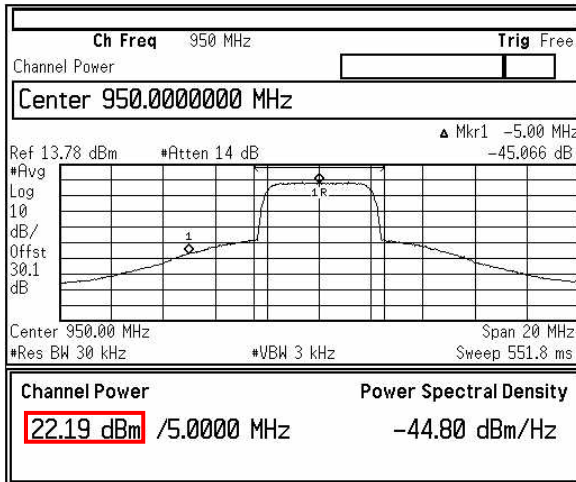 Ch Freq 950 MHz Trig Free
Channel Power
Center 950.0000000 MHz
Δ Mkr1 -5.00 MHz
Ref 13.78 dBm #Atten 14 dB -45.066 dB
#Avg
Log
10
dB/
Offst
30.1
dB
1R
1
Center 950.00 MHz Span 20 MHz
#Res BW 30 kHz #VBW 3 kHz Sweep 551.8 ms
Channel Power Power Spectral Density
22.19 dBm /5.0000 MHz -44.80 dBm/Hz